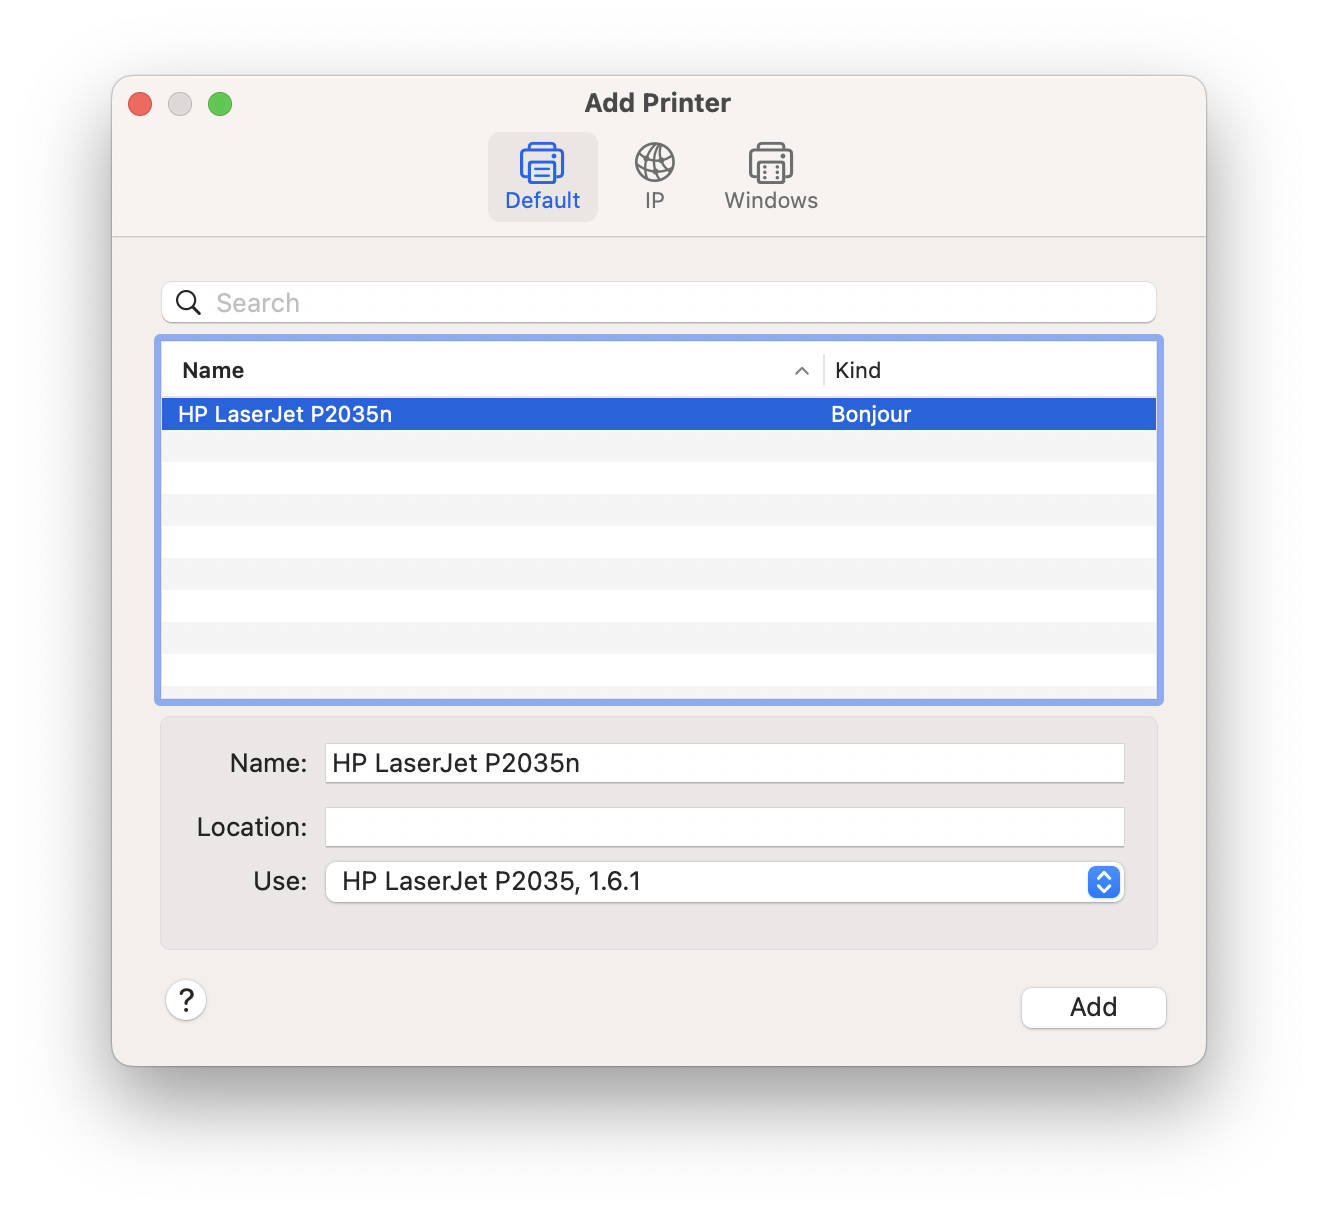 Add Printer
Default IP Windows
Search
Name Kind
HP LaserJet P2035n Bonjour
Name: HP LaserJet P2035n
Location:
Use: HP LaserJet P2035, 1.6.1
? Add